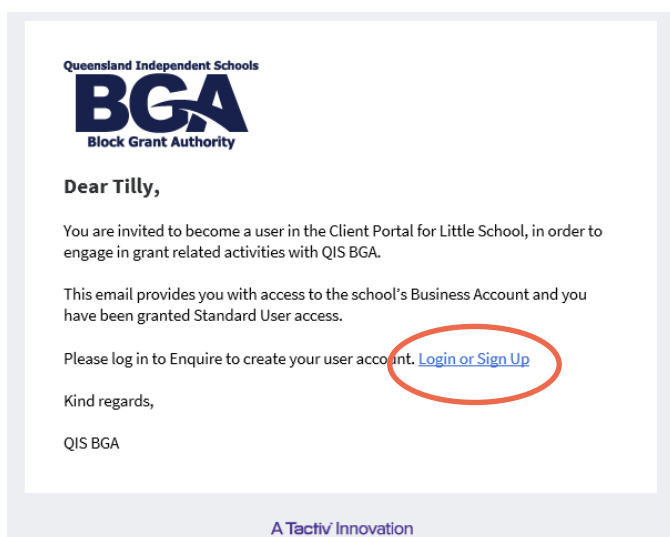 Queensland Independent Schools
BGA
Block Grant Authority
Dear Tilly,
You are invited to become a user in the Client Portal for Little School, in order to
engage in grant related activities with QIS BGA.
This email provides you with access to the school's Business Account and you
have been granted Standard User access.
Please log in to Enquire to create your user account. Login or Sign Up
Kind regards,
QIS BGA
A Tactiv Innovation